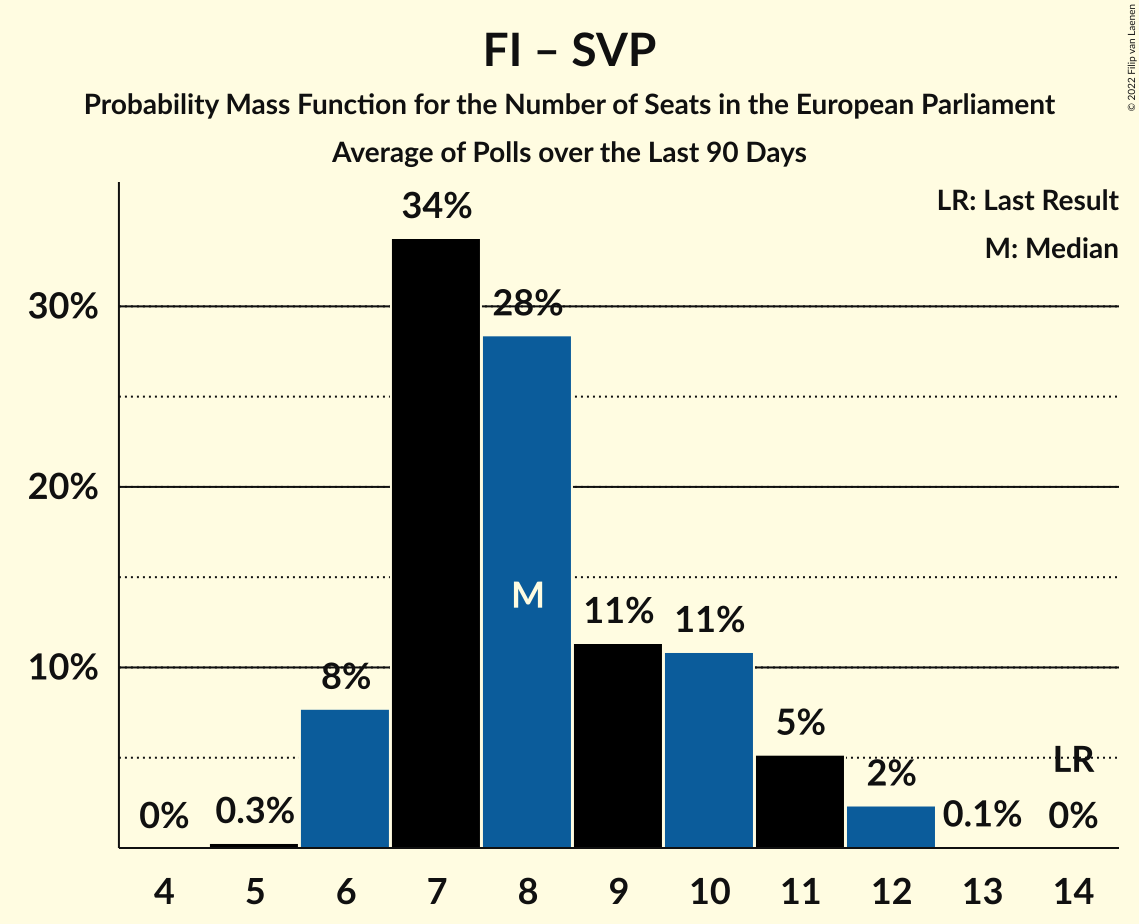 FI – SVP
Probability Mass Function for the Number of Seats in the European Parliament
Average of Polls over the Last 90 Days
© 2022 Filip van Laenen
LR: Last Result
M: Median
30%
20%
10%
0%
0.3%
8%
34%
28%
M
11%
11%
5%
2%
0.1%
LR
0%
4 5 6 7 8 9 10 11 12 13 14